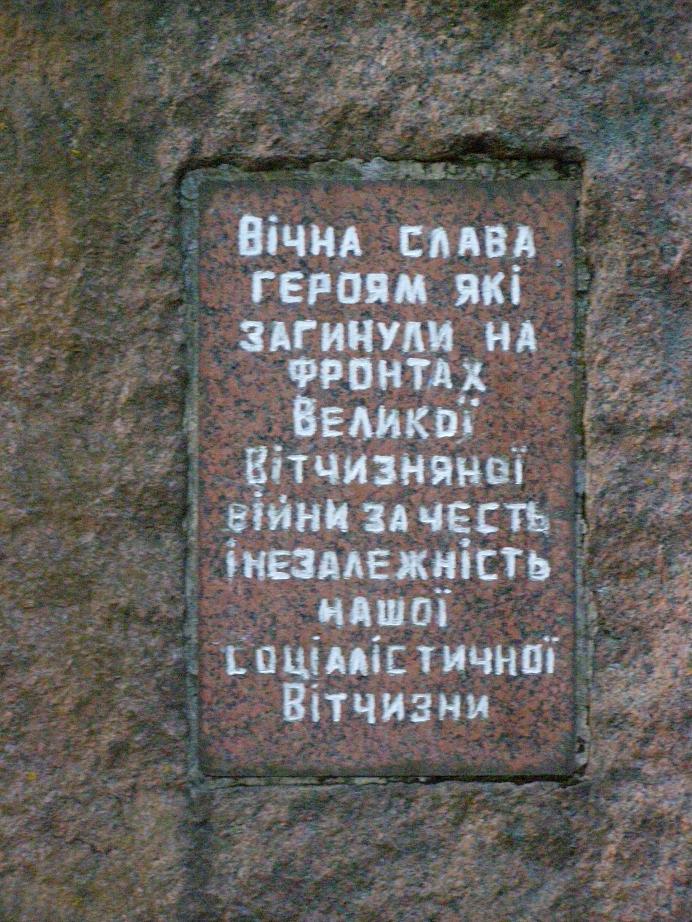 Вічна слава
героям які
загинули на
фронтах
Великої
Вітчизняної
війни за честь
і незалежність
нашої
соціалістичної
Вітчизни